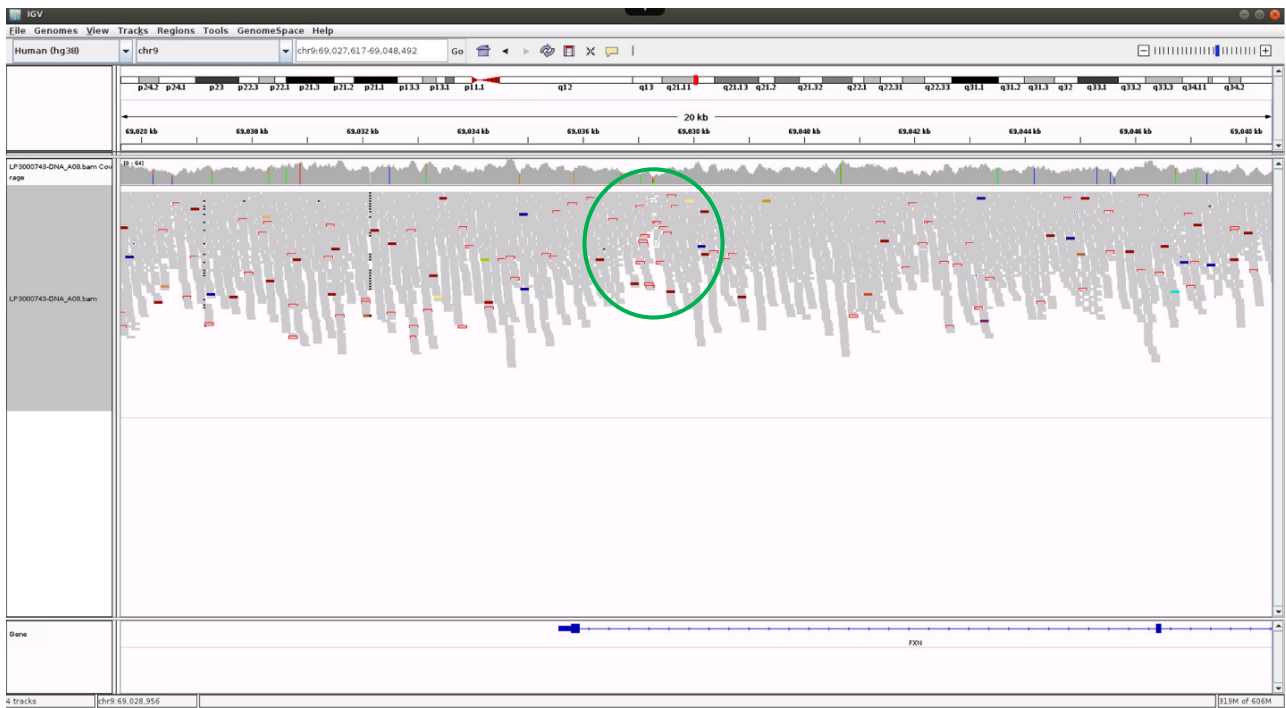 IGV
File Genomes View Tracks Regions Tools GenomeSpace Help
Human (hg38) chr9 chr9:69,027,617-69,048,492 Go
p24.2 p24.1 p23 p22.3 p22.1 p21.3 p21.2 p21.1 p13.3 p13.1 p11.1 q12 q13 q21.11 q21.13 q21.2 q21.32 q22.1 q22.31 q22.33 q31.1 q31.2 q31.3 q32 q33.1 q33.2 q33.3 q34.11 q34.2
20 kb
69,028 kb 69,030 kb 69,032 kb 69,034 kb 69,036 kb 69,038 kb 69,040 kb 69,042 kb 69,044 kb 69,046 kb 69,048 kb
LP3000743-DNA_A08.bam Cov
rage
[0 - 64]
LP3000743-DNA_A08.bam
Gene
FXN
4 tracks chr9:69,028,956 319M of 606M